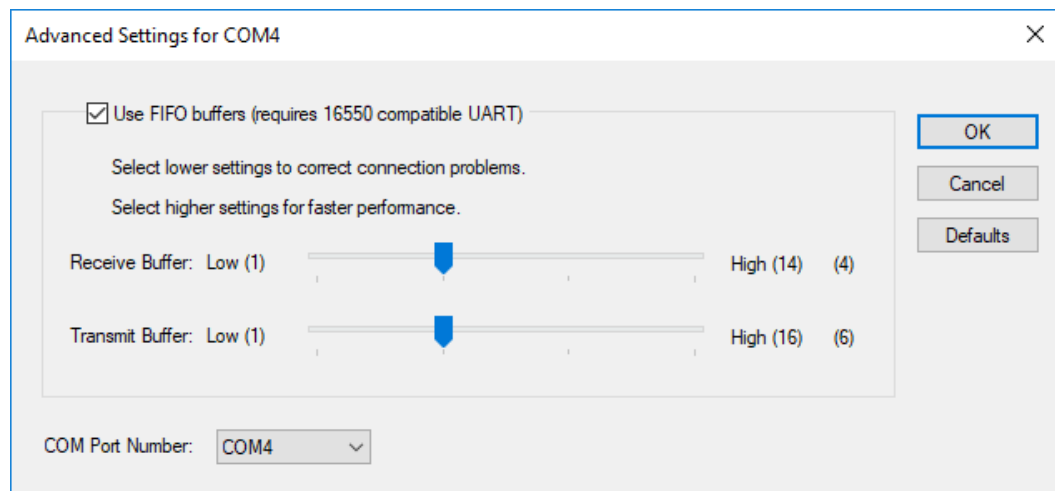 Advanced Settings for COM4
Use FIFO buffers (requires 16550 compatible UART)
OK
Select lower settings to correct connection problems.
Cancel
Select higher settings for faster performance.
Defaults
Receive Buffer: Low (1) High (14) (4)
Transmit Buffer: Low (1) High (16) (6)
COM Port Number: COM4